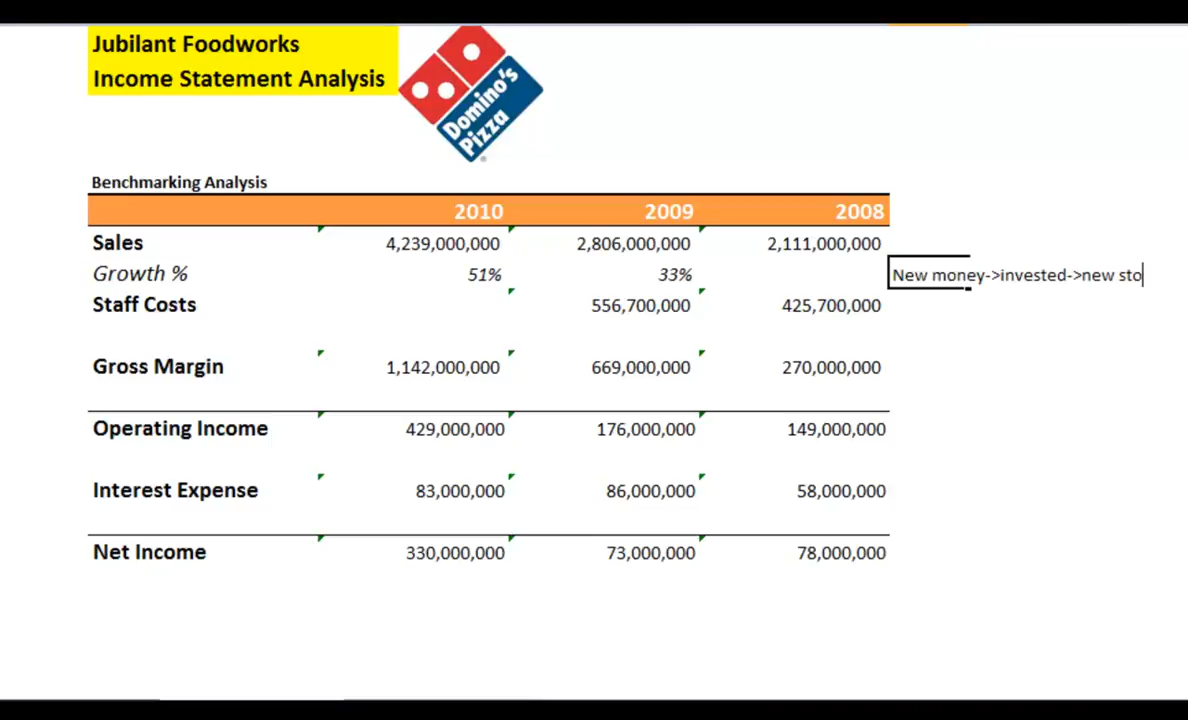 Jubilant Foodworks
Income Statement Analysis
Domino's
Pizza
Benchmarking Analysis
2010 2009 2008
Sales 4,239,000,000 2,806,000,000 2,111,000,000
Growth % 51% 33% New money->invested->new sto
Staff Costs 556,700,000 425,700,000
Gross Margin 1,142,000,000 669,000,000 270,000,000
Operating Income 429,000,000 176,000,000 149,000,000
Interest Expense 83,000,000 86,000,000 58,000,000
Net Income 330,000,000 73,000,000 78,000,000